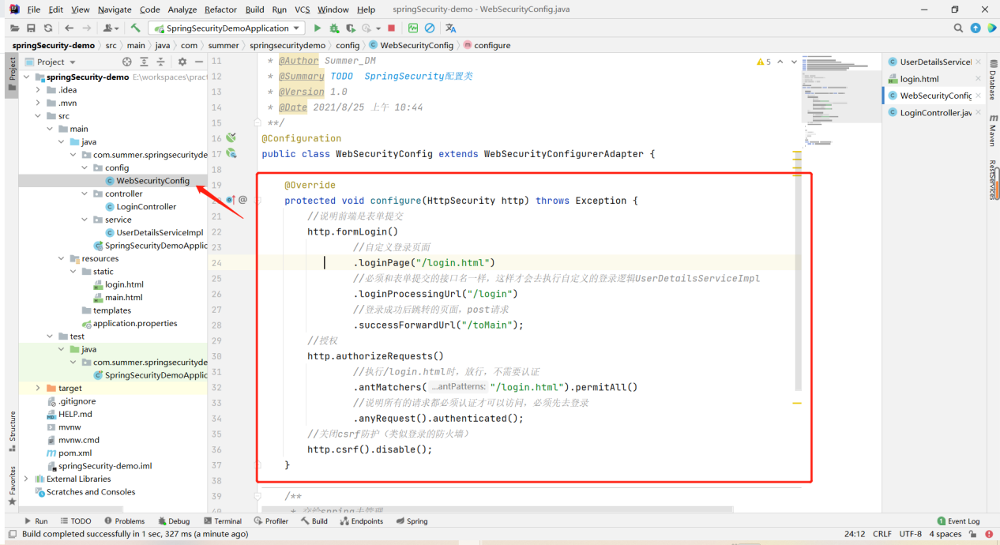 File Edit View Navigate Code Analyze Refactor Build Run VCS Window Help springSecurity-demo - WebSecurityConfig.java
SpringSecurityDemoApplication
springSecurity-demo src main java com summer springsecuritydemo config WebSecurityConfig configure
Project
Project
springSecurity-demo E:\workspaces\pract
.idea
.mvn
src
main
java
com.summer.springsecurityde
config
WebSecurityConfig
controller
LoginController
service
UserDetailsServiceImpl
SpringSecurityDemoApplic
resources
static
login.html
main.html
templates
application.properties
test
java
com.summer.springsecurityde
SpringSecurityDemoApplic
target
.gitignore
HELP.md
mvnw
mvnw.cmd
pom.xml
springSecurity-demo.iml
External Libraries
Scratches and Consoles
Structure
Favorites
11 * @Author Summer_DM
12 * @Summary TODO SpringSecurity配置类
13 * @Version 1.0
14 * @Date 2021/8/25 上午 10:44
15 **/
16 @Configuration
17 public class WebSecurityConfig extends WebSecurityConfigurerAdapter {
18
19 @Override
20 @ protected void configure(HttpSecurity http) throws Exception {
21 //说明前端是表单提交
22 http.formLogin()
23 //自定义登录页面
24 .loginPage("/login.html")
25 //必须和表单提交的接口名一样，这样才会去执行自定义的登录逻辑UserDetailsServiceImpl
26 .loginProcessingUrl("/login")
27 //登录成功后跳转的页面，post请求
28 .successForwardUrl("/toMain");
29 //授权
30 http.authorizeRequests()
31 //执行/login.html时，放行，不需要认证
32 .antMatchers( ...antPatterns: "/login.html").permitAll()
33 //说明所有的请求都必须认证才可以访问，必须先去登录
34 .anyRequest().authenticated();
35 //关闭csrf防护（类似登录的防火墙）
36 http.csrf().disable();
37 }
38
39 /**
40 * 交给spring去管理
5
UserDetailsServiceI
login.html
WebSecurityConfig
LoginController.jav
Database
Maven
RestServices
Run TODO Problems Debug Terminal Profiler Build Endpoints Spring 1 Event Log
Build completed successfully in 1 sec, 327 ms (a minute ago) 24:12 CRLF UTF-8 4 spaces